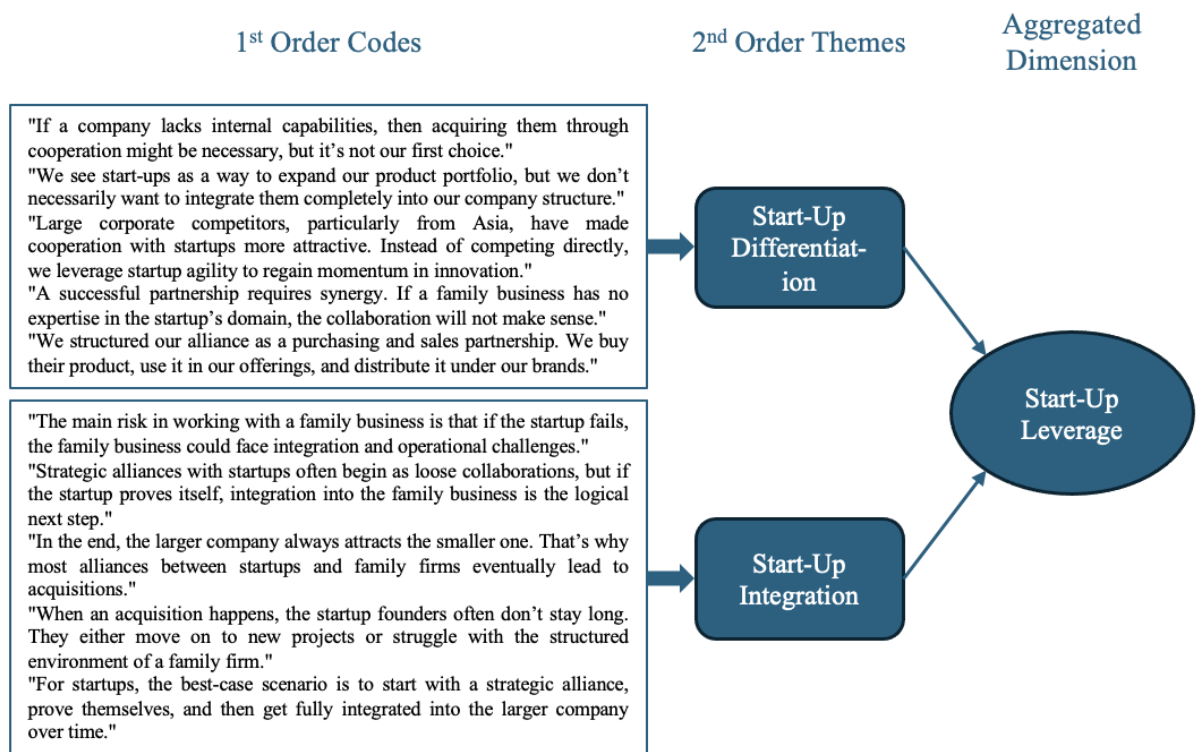 1st Order Codes
2nd Order Themes
Aggregated
Dimension
"If a company lacks internal capabilities, then acquiring them through
cooperation might be necessary, but it’s not our first choice."
"We see start-ups as a way to expand our product portfolio, but we don’t
necessarily want to integrate them completely into our company structure."
"Large corporate competitors, particularly from Asia, have made
cooperation with startups more attractive. Instead of competing directly,
we leverage startup agility to regain momentum in innovation."
"A successful partnership requires synergy. If a family business has no
expertise in the startup’s domain, the collaboration will not make sense."
"We structured our alliance as a purchasing and sales partnership. We buy
their product, use it in our offerings, and distribute it under our brands."
Start-Up
Differentiat-
ion
"The main risk in working with a family business is that if the startup fails,
the family business could face integration and operational challenges."
"Strategic alliances with startups often begin as loose collaborations, but if
the startup proves itself, integration into the family business is the logical
next step."
"In the end, the larger company always attracts the smaller one. That’s why
most alliances between startups and family firms eventually lead to
acquisitions."
"When an acquisition happens, the startup founders often don’t stay long.
They either move on to new projects or struggle with the structured
environment of a family firm."
"For startups, the best-case scenario is to start with a strategic alliance,
prove themselves, and then get fully integrated into the larger company
over time."
Start-Up
Integration
Start-Up
Leverage